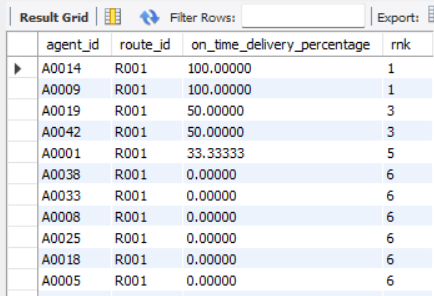 Result Grid Filter Rows: Export:
agent_id route_id on_time_delivery_percentage rnk
A0014 R001 100.00000 1
A0009 R001 100.00000 1
A0019 R001 50.00000 3
A0042 R001 50.00000 3
A0001 R001 33.33333 5
A0038 R001 0.00000 6
A0033 R001 0.00000 6
A0008 R001 0.00000 6
A0025 R001 0.00000 6
A0018 R001 0.00000 6
A0005 R001 0.00000 6